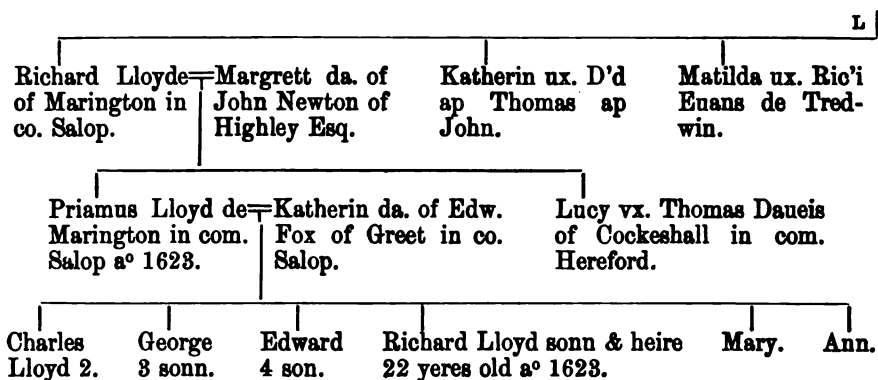 L
Richard Lloyde Margrett da. of Katherin ux. D'd Matilda ux. Ric'i
of Marington in John Newton of ap Thomas ap Euans de Tred-
co. Salop. Highley Esq. John. win.
Priamus Lloyd de Katherin da. of Edw. Lucy vx. Thomas Daueis
Marington in com. Fox of Greet in co. of Cockeshall in com.
Salop aº 1623. Salop. Hereford.
Charles George Edward Richard Lloyd sonn & heire Mary. Ann.
Lloyd 2. 3 sonn. 4 son. 22 yeres old aº 1623.